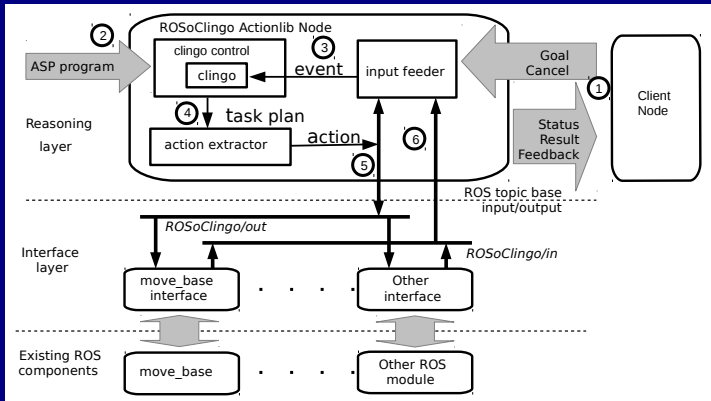 ROSoClingo Actionlib Node
2
clingo control
3
ASP program
clingo
event
input feeder
Goal
Cancel
1
Client
Node
4
task plan
6
Reasoning
layer
action extractor
action
5
Status
Result
Feedback
ROS topic base
input/output
ROSoClingo/out
ROSoClingo/in
Interface
layer
move_base
interface
. . . .
Other
interface
Existing ROS
components
move_base
. . . .
Other ROS
module